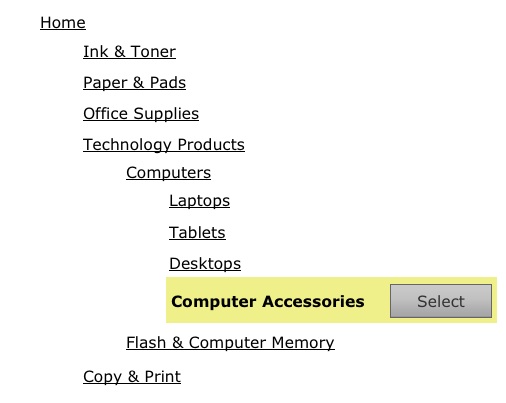 Home
Ink & Toner
Paper & Pads
Office Supplies
Technology Products
Computers
Laptops
Tablets
Desktops
Computer Accessories Select
Flash & Computer Memory
Copy & Print